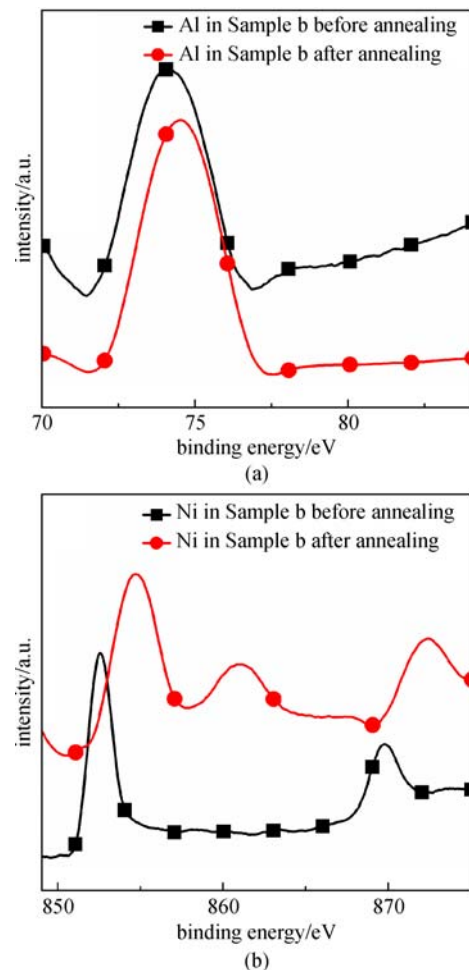 Al in Sample b before annealing
Al in Sample b after annealing
intensity/a.u.
70 75 80
binding energy/eV
(a)
Ni in Sample b before annealing
Ni in Sample b after annealing
intensity/a.u.
850 860 870
binding energy/eV
(b)